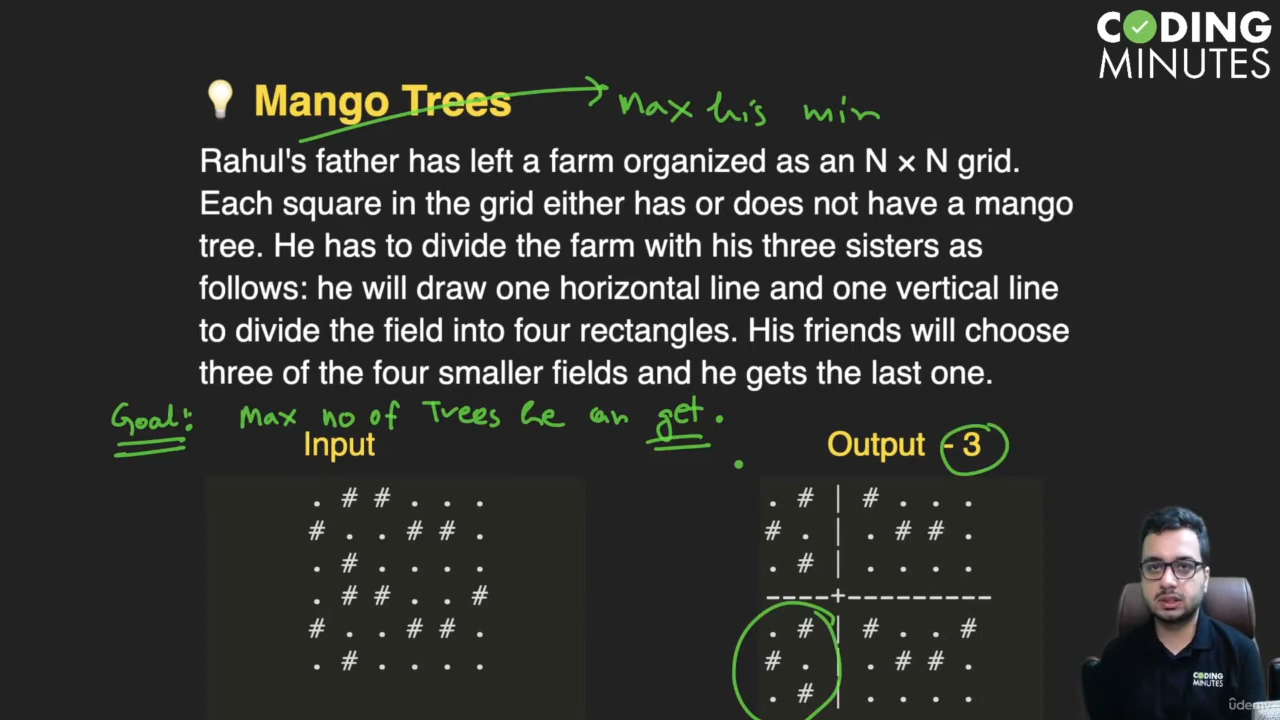 CODING
MINUTES
Mango Trees
max his min
Rahul's father has left a farm organized as an N × N grid.
Each square in the grid either has or does not have a mango
tree. He has to divide the farm with his three sisters as
follows: he will draw one horizontal line and one vertical line
to divide the field into four rectangles. His friends will choose
three of the four smaller fields and he gets the last one.
Goal: Max no of Trees he can get.
Input
Output - 3
. # # . . .
# . . # # .
. # . . . .
. # # . . #
# . . # # .
. # . . . .
. # | # . . .
# . | . # # .
. # | . . . .
----+---------
. # | # . . #
# . | . # # .
. # | . . . .
CODING
MINUTES
ûdemy